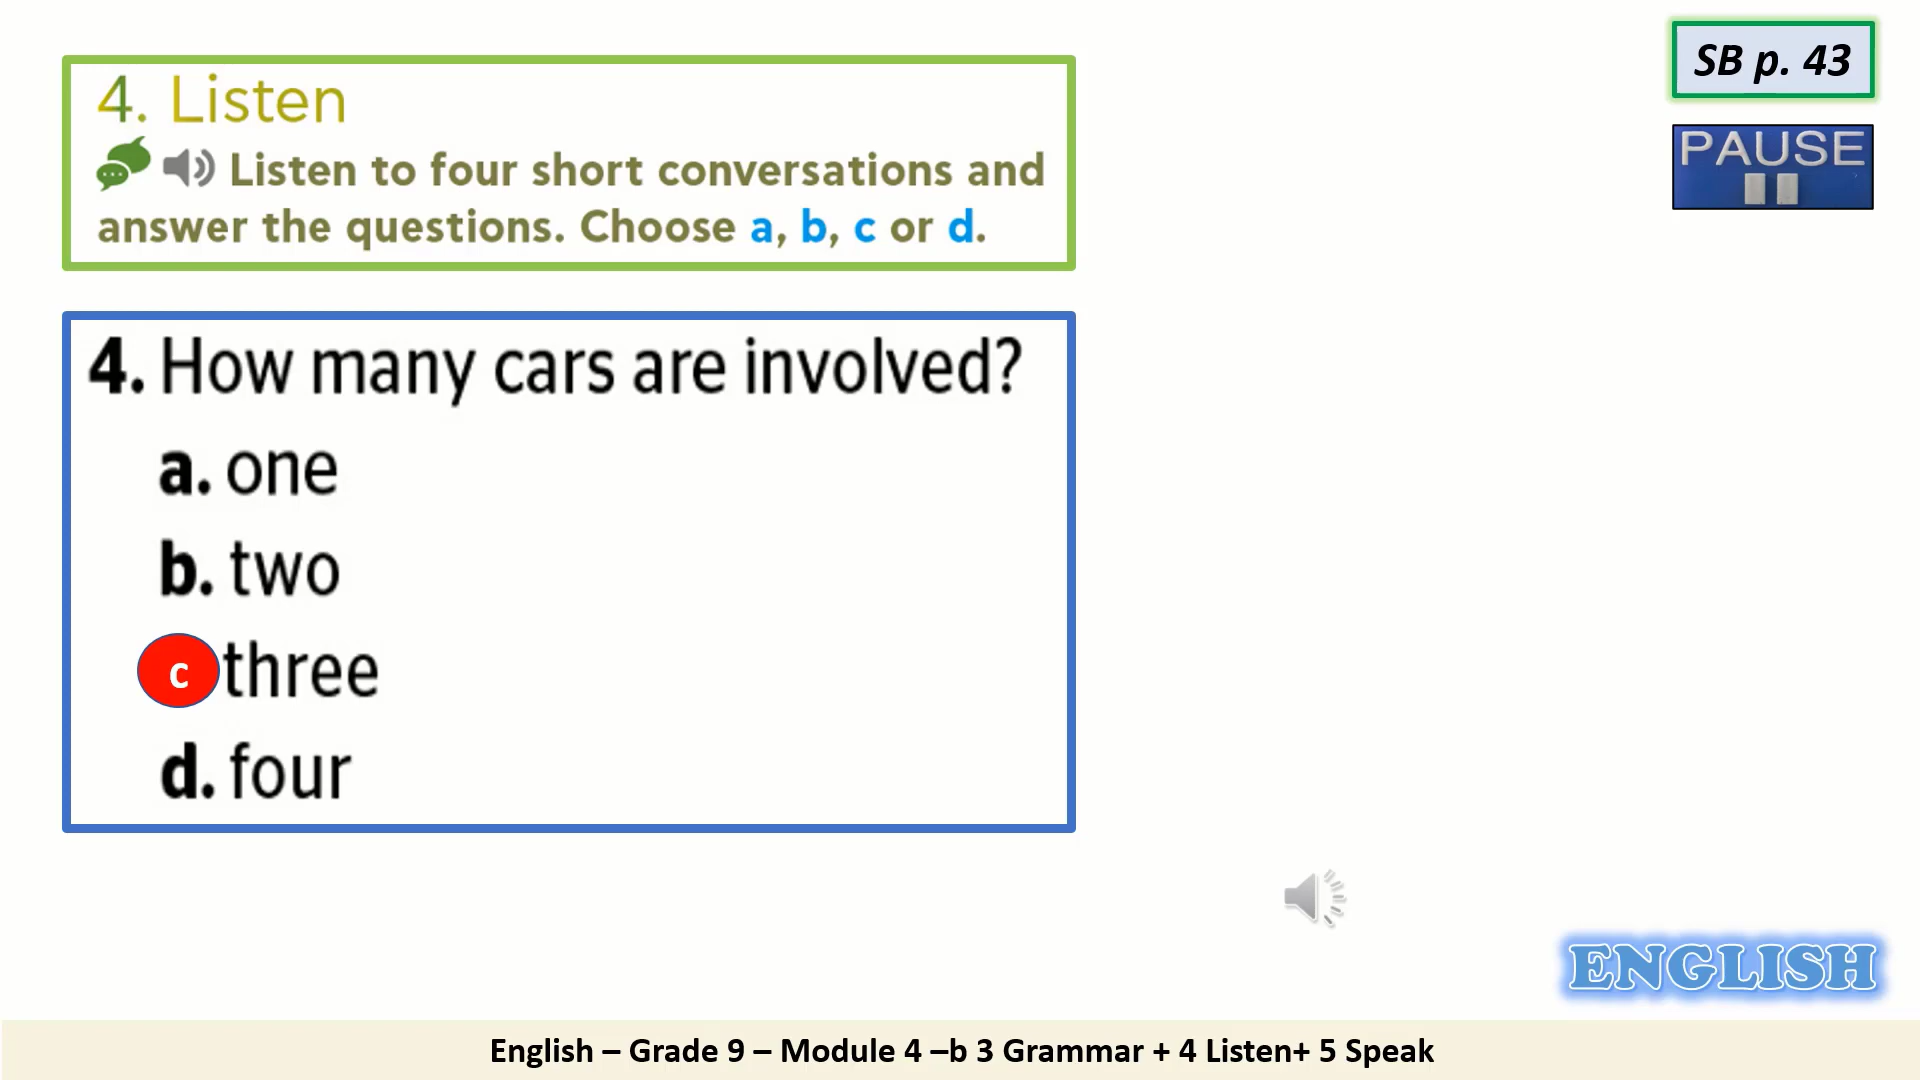 SB p. 43
PAUSE
4. Listen
Listen to four short conversations and
answer the questions. Choose a, b, c or d.
4. How many cars are involved?
a. one
b. two
c three
d. four
ENGLISH
English – Grade 9 – Module 4 –b 3 Grammar + 4 Listen+ 5 Speak